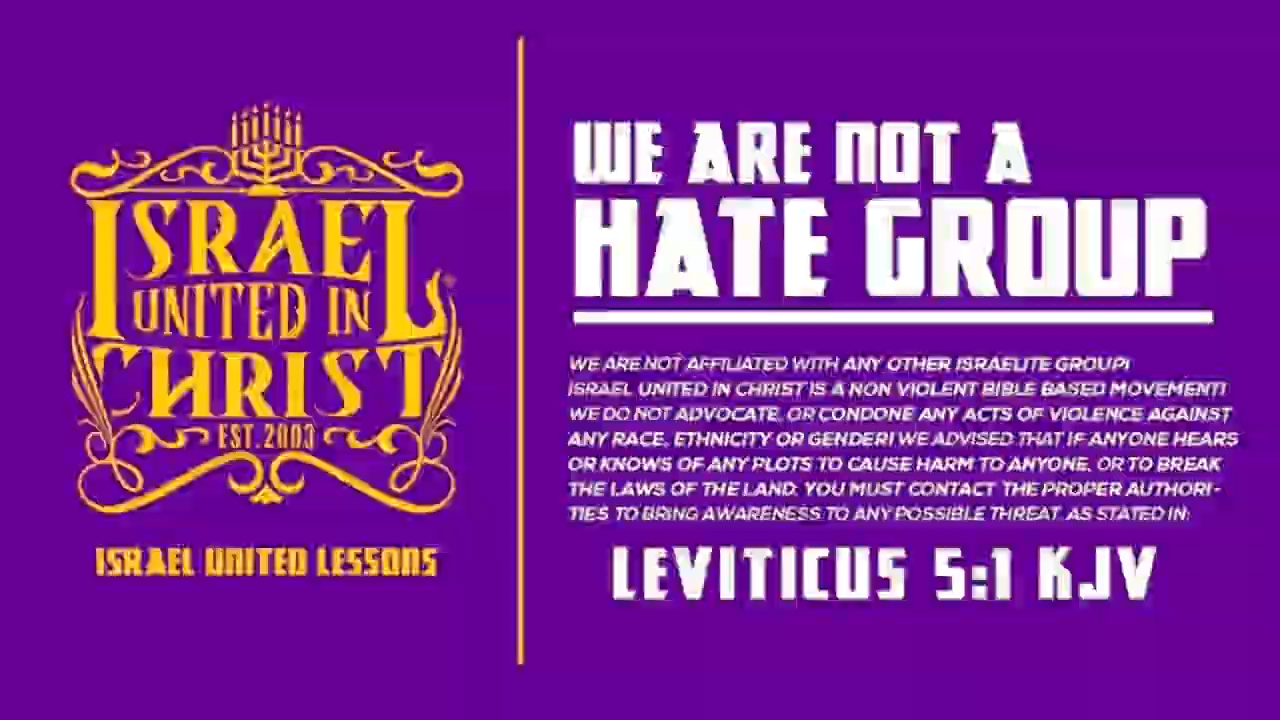 ISRAEL
UNITED IN
CHRIST
EST. 2003
ISRAEL UNITED LESSONS
WE ARE NOT A
HATE GROUP
WE ARE NOT AFFILIATED WITH ANY OTHER ISRAELITE GROUP!
ISRAEL UNITED IN CHRIST IS A NON VIOLENT BIBLE BASED MOVEMENT!
WE DO NOT ADVOCATE, OR CONDONE ANY ACTS OF VIOLENCE AGAINST
ANY RACE, ETHNICITY OR GENDER! WE ADVISED THAT IF ANYONE HEARS
OR KNOWS OF ANY PLOTS TO CAUSE HARM TO ANYONE, OR TO BREAK
THE LAWS OF THE LAND; YOU MUST CONTACT THE PROPER AUTHORI-
TIES TO BRING AWARENESS TO ANY POSSIBLE THREAT. AS STATED IN:
LEVITICUS 5:1 KJV